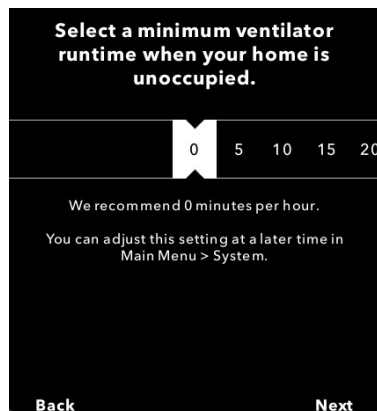 Select a minimum ventilator
runtime when your home is
unoccupied.
0 5 10 15 20
We recommend 0 minutes per hour.
You can adjust this setting at a later time in
Main Menu > System.
Back Next